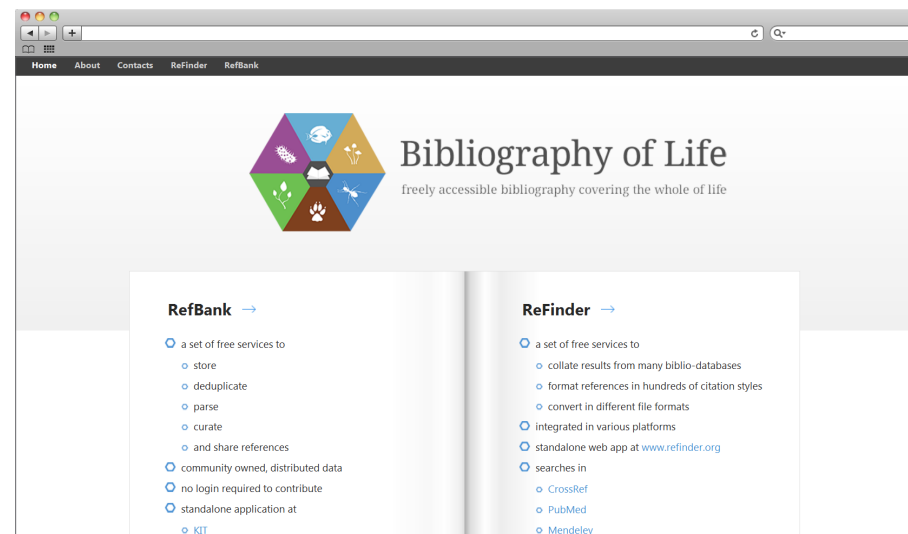 Home About Contacts ReFinder RefBank
Bibliography of Life
freely accessible bibliography covering the whole of life
RefBank →
a set of free services to
store
deduplicate
parse
curate
and share references
community owned, distributed data
no login required to contribute
standalone application at
KIT
ReFinder →
a set of free services to
collate results from many biblio-databases
format references in hundreds of citation styles
convert in different file formats
integrated in various platforms
standalone web app at www.refinder.org
searches in
CrossRef
PubMed
Mendeley